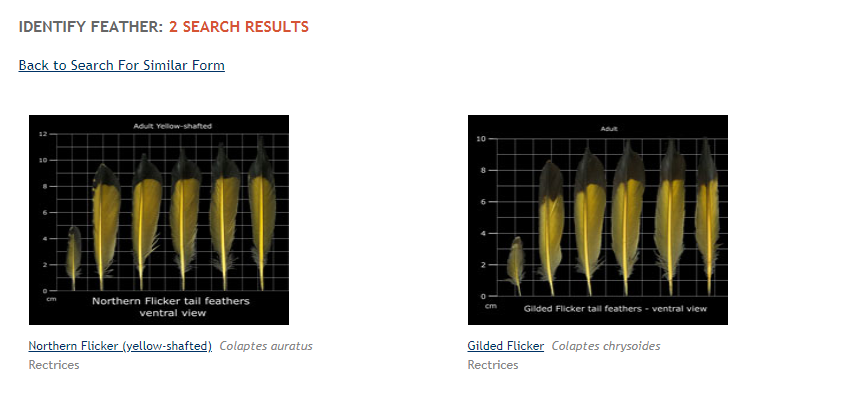 IDENTIFY FEATHER: 2 SEARCH RESULTS
Back to Search For Similar Form
Adult Yellow-shafted
12
10
8
6
4
2
0
cm
Northern Flicker tail feathers
ventral view
Northern Flicker (yellow-shafted) Colaptes auratus
Rectrices
Adult
10
8
6
4
2
0
cm
Gilded Flicker tail feathers - ventral view
Gilded Flicker Colaptes chrysoides
Rectrices